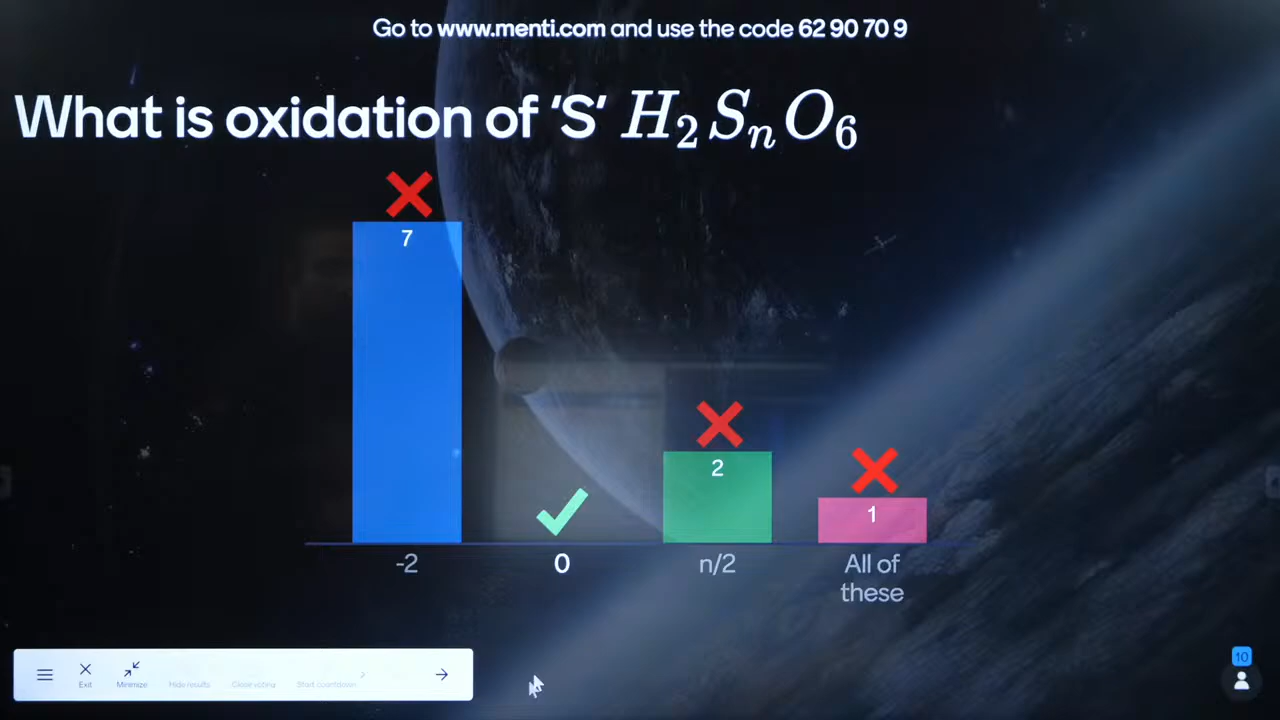 Go to www.menti.com and use the code 62 90 70 9
What is oxidation of 'S' H₂SₙO₆
7
2
1
-2
0
n/2
All of
these
Exit
Minimize
Hide results
Close voting
Start countdown
10